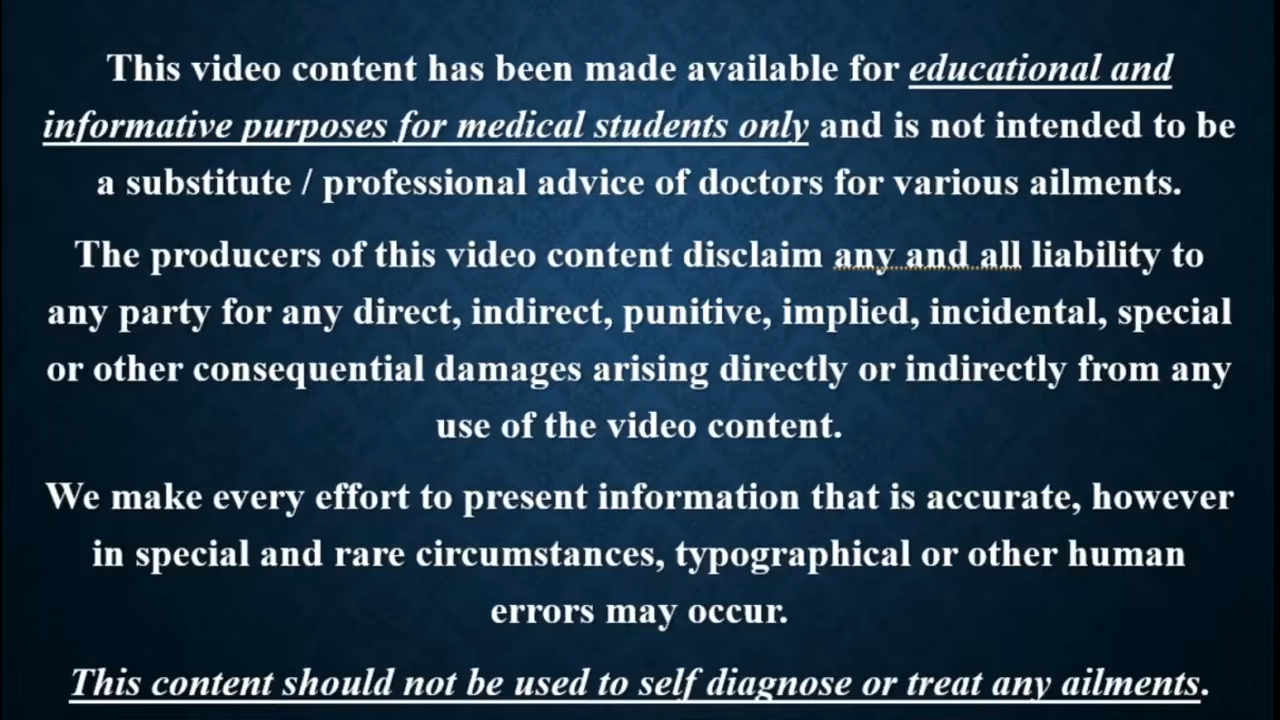 This video content has been made available for educational and
informative purposes for medical students only and is not intended to be
a substitute / professional advice of doctors for various ailments.
The producers of this video content disclaim any and all liability to
any party for any direct, indirect, punitive, implied, incidental, special
or other consequential damages arising directly or indirectly from any
use of the video content.
We make every effort to present information that is accurate, however
in special and rare circumstances, typographical or other human
errors may occur.
This content should not be used to self diagnose or treat any ailments.